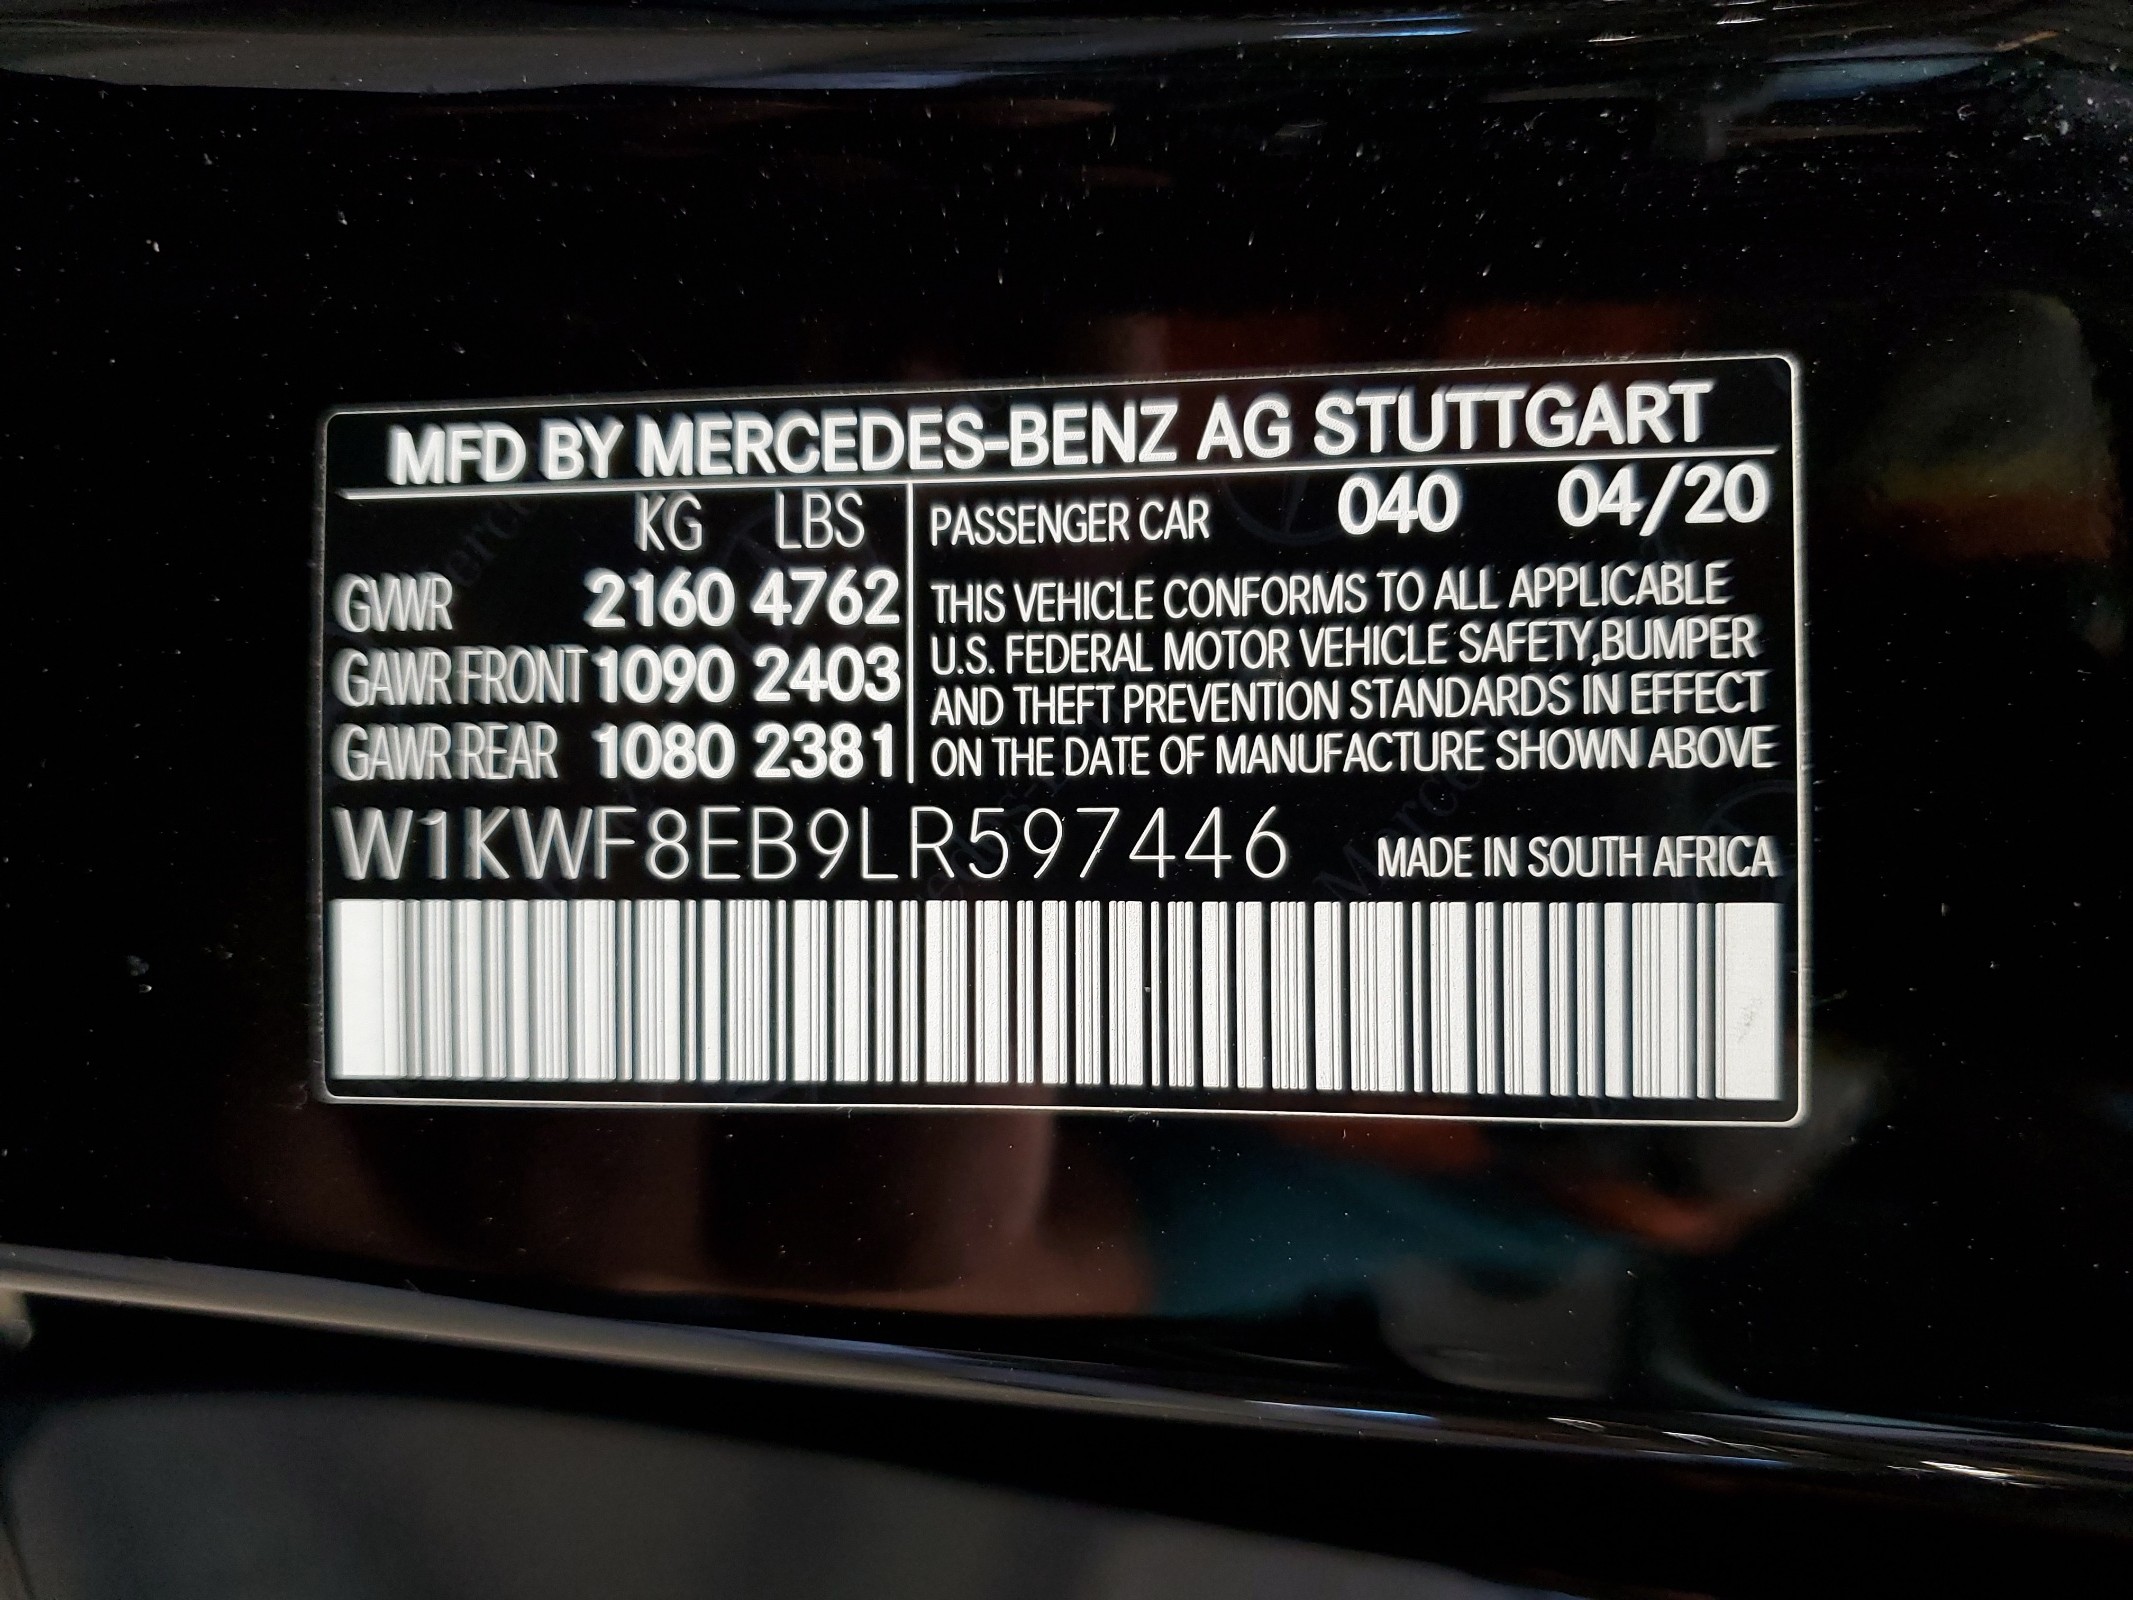 MFD BY MERCEDES-BENZ AG STUTTGART
KG LBS
GVWR 2160 4762
GAWR FRONT 1090 2403
GAWR REAR 1080 2381
PASSENGER CAR 040 04/20
THIS VEHICLE CONFORMS TO ALL APPLICABLE
U.S. FEDERAL MOTOR VEHICLE SAFETY,BUMPER
AND THEFT PREVENTION STANDARDS IN EFFECT
ON THE DATE OF MANUFACTURE SHOWN ABOVE
W1KWF8EB9LR597446 MADE IN SOUTH AFRICA